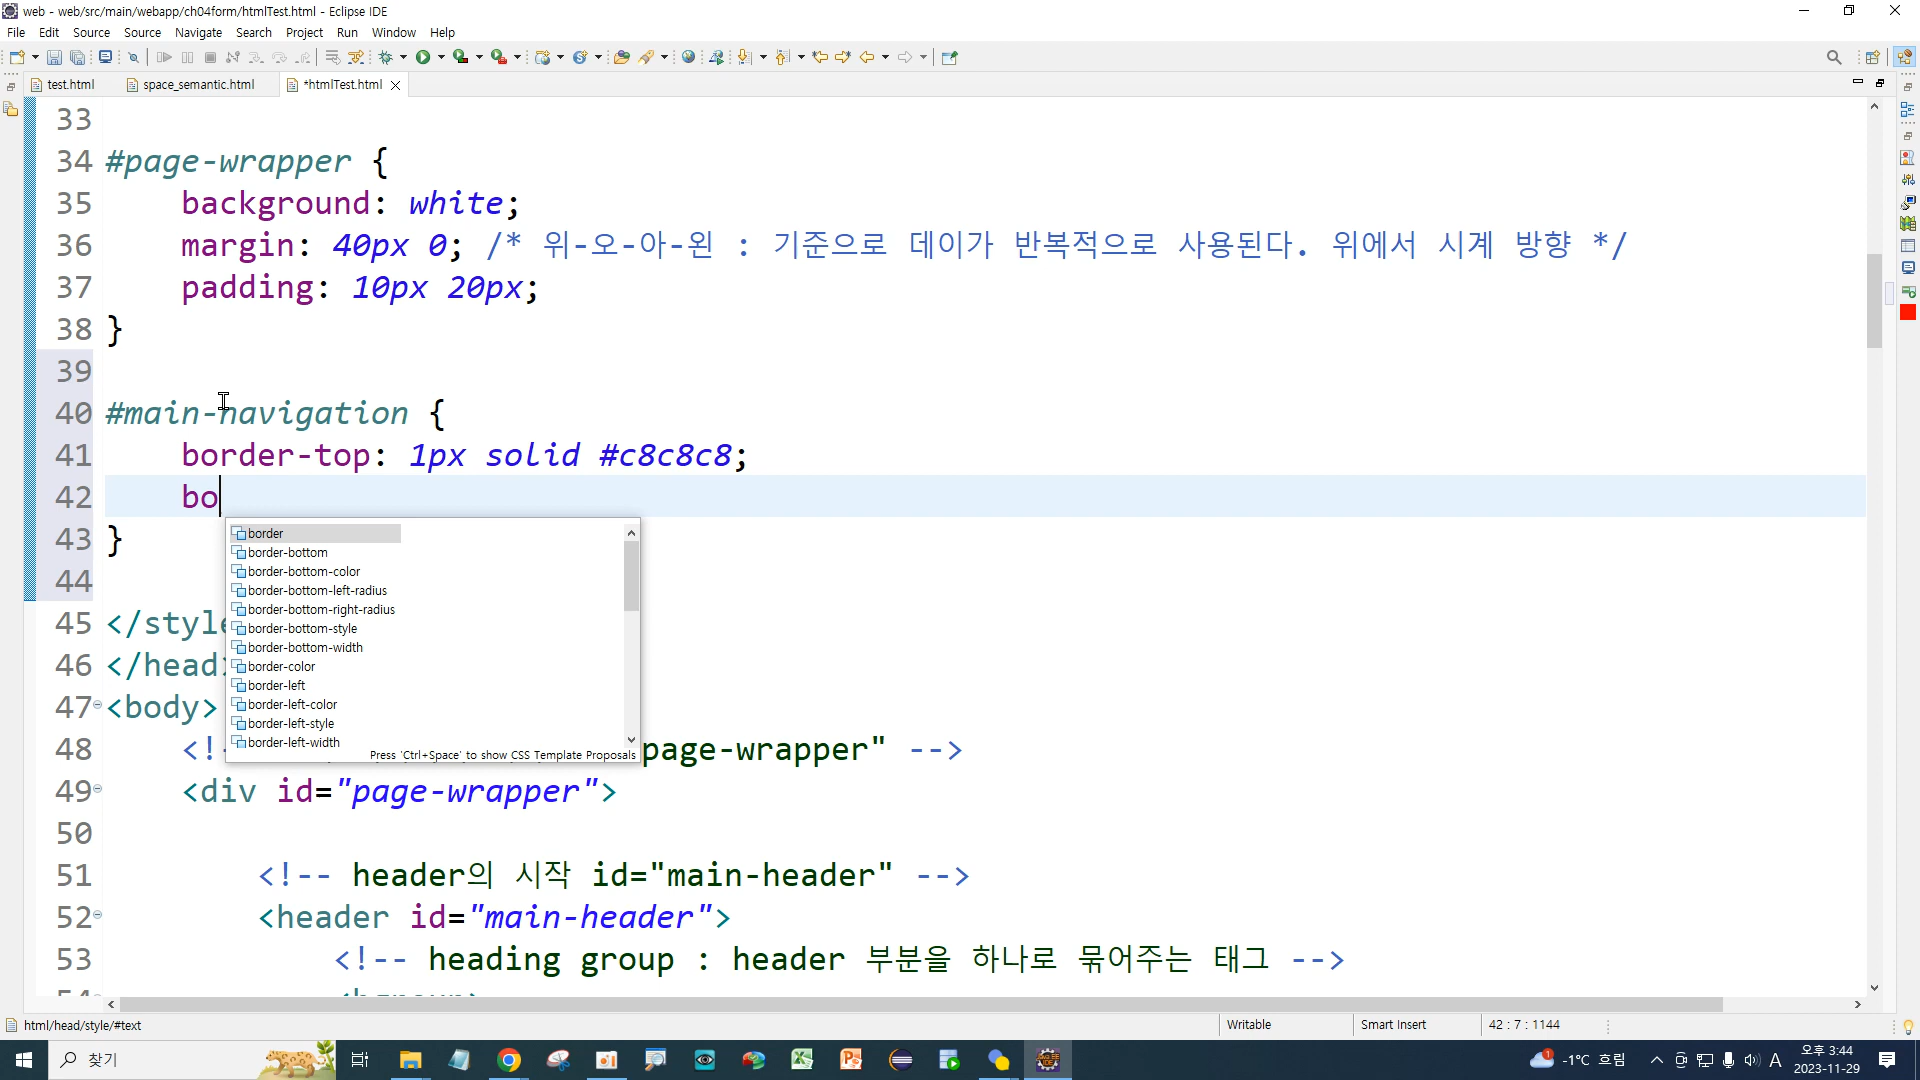 web - web/src/main/webapp/ch04form/htmlTest.html - Eclipse IDE
File Edit Source Source Navigate Search Project Run Window Help
test.html space_semantic.html *htmlTest.html
33
34 #page-wrapper {
35 background: white;
36 margin: 40px 0; /* 위-오-아-왼 : 기준으로 데이가 반복적으로 사용된다. 위에서 시계 방향 */
37 padding: 10px 20px;
38 }
39
40 #main-navigation {
41 border-top: 1px solid #c8c8c8;
42 bo
43 }
44
border
border-bottom
border-bottom-color
border-bottom-left-radius
border-bottom-right-radius
border-bottom-style
border-bottom-width
border-color
border-left
border-left-color
border-left-style
border-left-width
Press 'Ctrl+Space' to show CSS Template Proposals
45 </style
46 </head>
47 <body>
48 <!- page-wrapper" -->
49 <div id="page-wrapper">
50
51 <!-- header의 시작 id="main-header" -->
52 <header id="main-header">
53 <!-- heading group : header 부분을 하나로 묶어주는 태그 -->
html/head/style/#text Writable Smart Insert 42 : 7 : 1144
찾기 -1°C 흐림 A 오후 3:44
2023-11-29